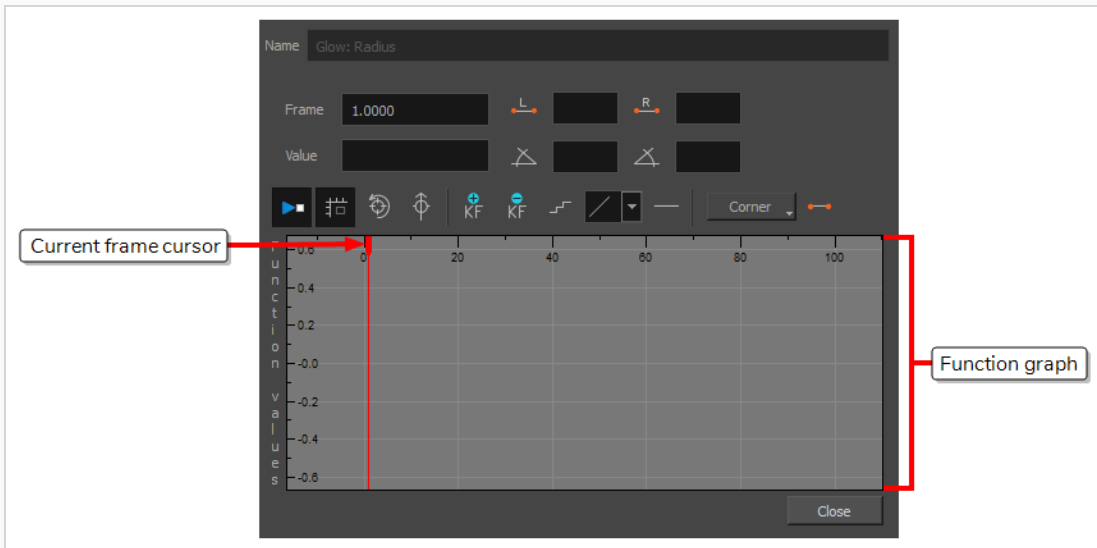 Name Glow: Radius
Frame 1.0000 L R
Value
KF KF Corner
Current frame cursor
Function values
0 20 40 60 80 100
-0.6
-0.4
-0.2
-0.0
-0.2
-0.4
-0.6
Function graph
Close